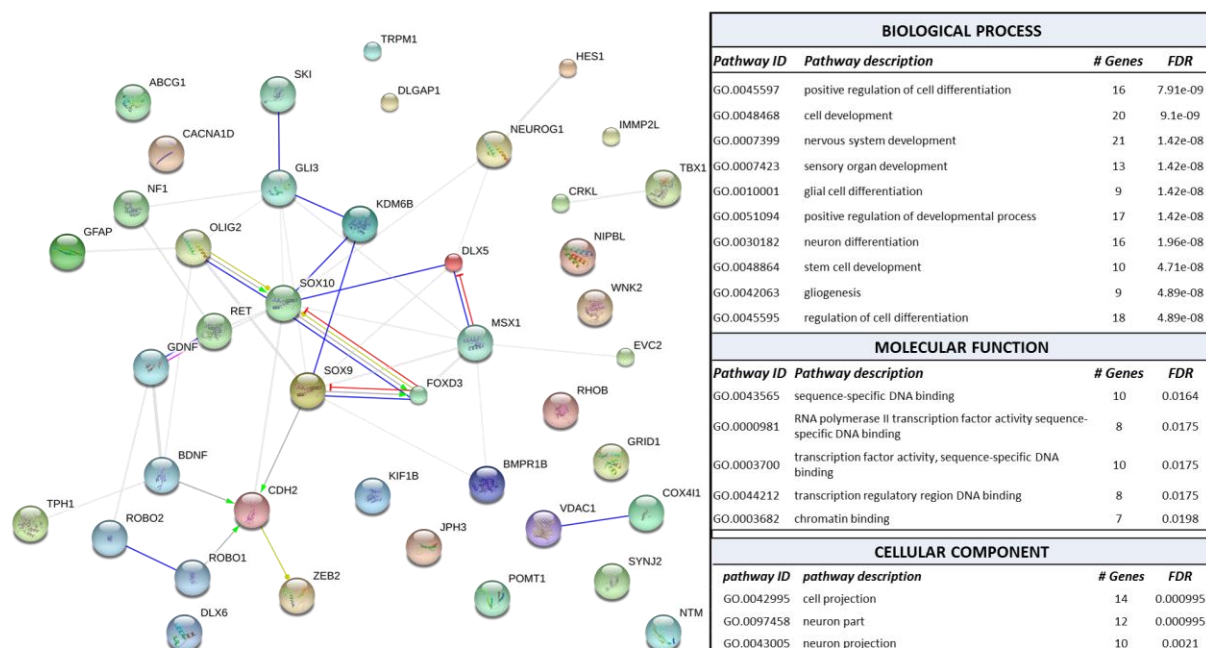 TRPM1
HES1
SKI
ABCG1
DLGAP1
NEUROG1
IMMP2L
CACNA1D
TBX1
GLI3
CRKL
NF1
KDM6B
GFAP
OLIG2
NIPBL
DLX5
SOX10
WNK2
RET
MSX1
GDNF
EVC2
SOX9
FOXD3
RHOB
GRID1
BDNF
BMPR1B
KIF1B
COX4I1
CDH2
VDAC1
TPH1
ROBO2
JPH3
ROBO1
SYNJ2
ZEB2
POMT1
DLX6
NTM
BIOLOGICAL PROCESS
Pathway ID Pathway description # Genes FDR
GO.0045597 positive regulation of cell differentiation 16 7.91e-09
GO.0048468 cell development 20 9.1e-09
GO.0007399 nervous system development 21 1.42e-08
GO.0007423 sensory organ development 13 1.42e-08
GO.0010001 glial cell differentiation 9 1.42e-08
GO.0051094 positive regulation of developmental process 17 1.42e-08
GO.0030182 neuron differentiation 16 1.96e-08
GO.0048864 stem cell development 10 4.71e-08
GO.0042063 gliogenesis 9 4.89e-08
GO.0045595 regulation of cell differentiation 18 4.89e-08
MOLECULAR FUNCTION
Pathway ID Pathway description # Genes FDR
GO.0043565 sequence-specific DNA binding 10 0.0164
GO.0000981 RNA polymerase II transcription factor activity sequence-
specific DNA binding 8 0.0175
GO.0003700 transcription factor activity, sequence-specific DNA
binding 10 0.0175
GO.0044212 transcription regulatory region DNA binding 8 0.0175
GO.0003682 chromatin binding 7 0.0198
CELLULAR COMPONENT
pathway ID pathway description # Genes FDR
GO.0042995 cell projection 14 0.000995
GO.0097458 neuron part 12 0.000995
GO.0043005 neuron projection 10 0.0021